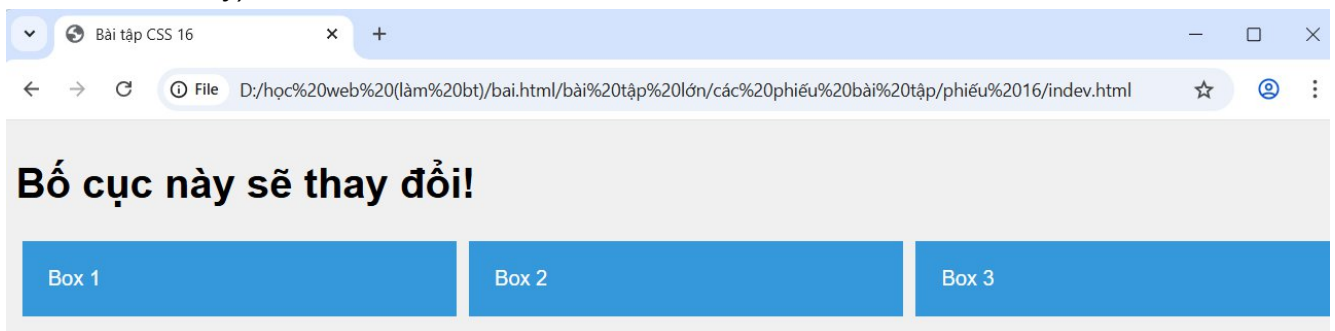 Bài tập CSS 16
File D:/học%20web%20(làm%20bt)/bai.html/bài%20tập%20lớn/các%20phiếu%20bài%20tập/phiếu%2016/indev.html
Bố cục này sẽ thay đổi!
Box 1 Box 2 Box 3